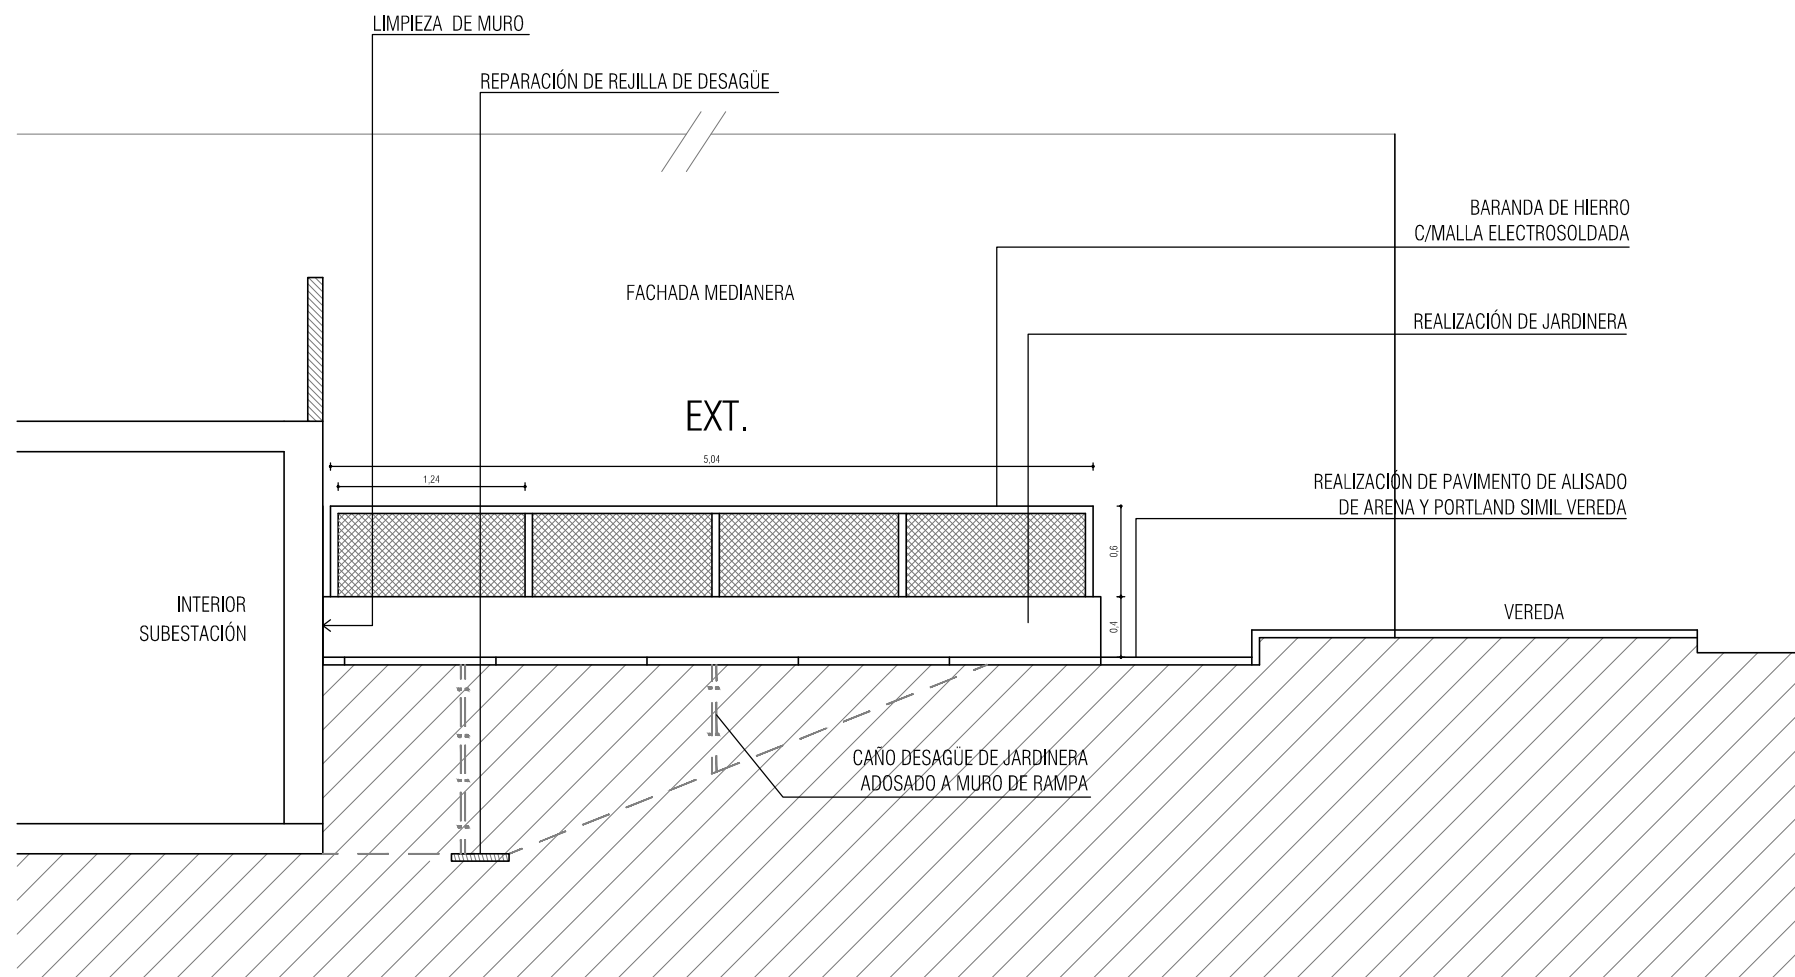 LIMPIEZA DE MURO
REPARACIÓN DE REJILLA DE DESAGÜE
BARANDA DE HIERRO
C/MALLA ELECTROSOLDADA
FACHADA MEDIANERA
REALIZACIÓN DE JARDINERA
EXT.
5,04
1,24
REALIZACIÓN DE PAVIMENTO DE ALISADO
DE ARENA Y PORTLAND SIMIL VEREDA
0,6
INTERIOR
SUBESTACIÓN
VEREDA
0,4
CAÑO DESAGÜE DE JARDINERA
ADOSADO A MURO DE RAMPA